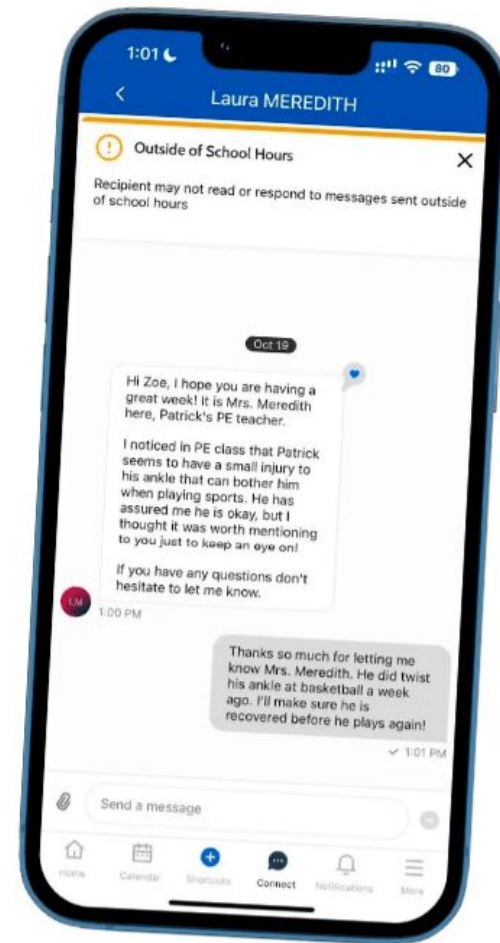 1:01
80
Laura MEREDITH
Outside of School Hours
Recipient may not read or respond to messages sent outside
of school hours
Oct 19
Hi Zoe, I hope you are having a
great week! It is Mrs. Meredith
here, Patrick's PE teacher.
I noticed in PE class that Patrick
seems to have a small injury to
his ankle that can bother him
when playing sports. He has
assured me he is okay, but I
thought it was worth mentioning
to you just to keep an eye on!
If you have any questions don't
hesitate to let me know.
LM
1:00 PM
Thanks so much for letting me
know Mrs. Meredith. He did twist
his ankle at basketball a week
ago. I'll make sure he is
recovered before he plays again!
1:01 PM
Send a message
Home Calendar Shortcuts Connect Notifications More